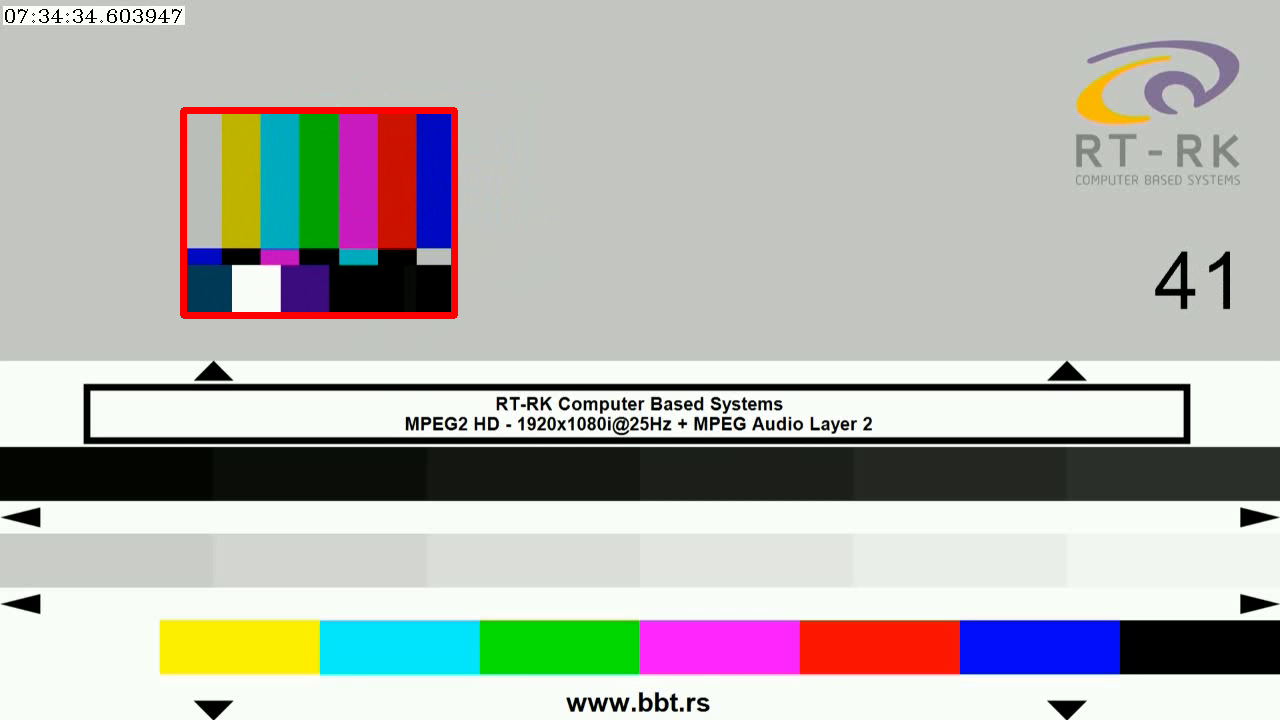 07:34:34.603947
RT-RK
COMPUTER BASED SYSTEMS
41
RT-RK Computer Based Systems
MPEG2 HD - 1920x1080i@25Hz + MPEG Audio Layer 2
www.bbt.rs